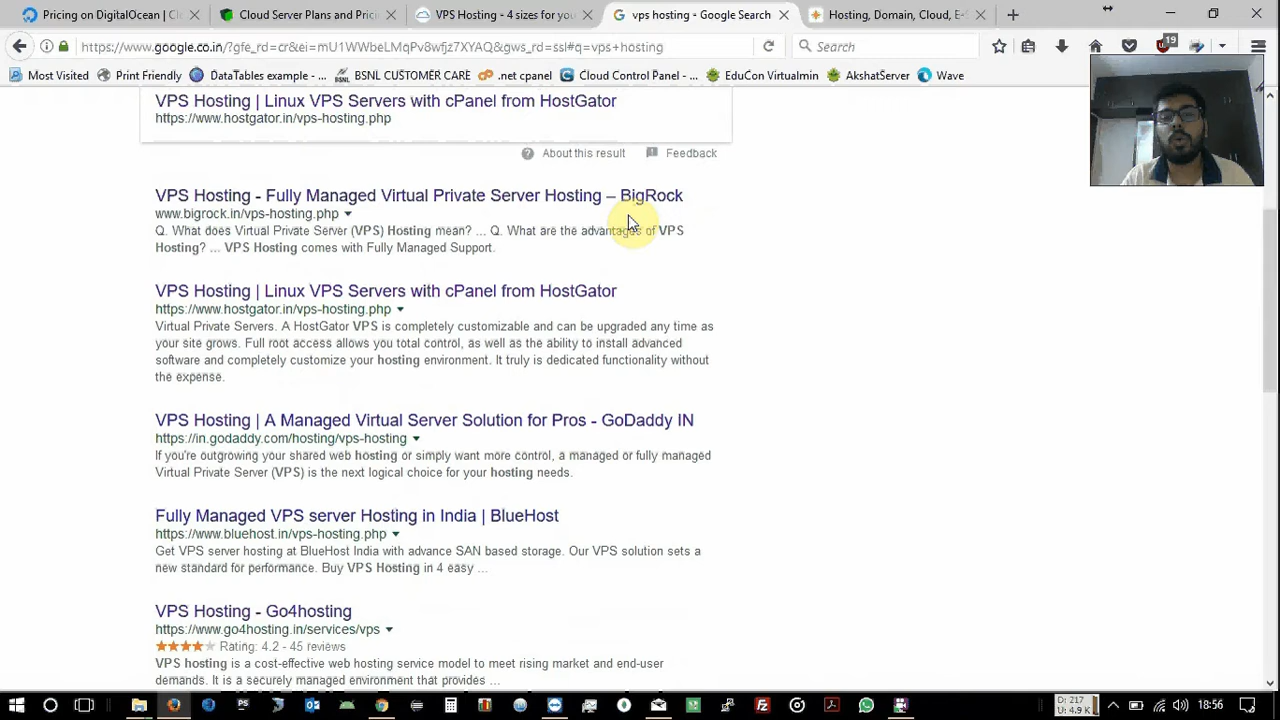 Pricing on DigitalOcean | Cl
Cloud Server Plans and Pricin
VPS Hosting - 4 sizes for you
vps hosting - Google Search
Hosting, Domain, Cloud, E-S
https://www.google.co.in/?gfe_rd=cr&ei=mU1WWbeLMqPv8wfjz7XYAQ&gws_rd=ssl#q=vps+hosting
Search
19
Most Visited
Print Friendly
DataTables example - ...
BSNL CUSTOMER CARE
.net cpanel
Cloud Control Panel - ...
EduCon Virtualmin
AkshatServer
Wave
VPS Hosting | Linux VPS Servers with cPanel from HostGator
https://www.hostgator.in/vps-hosting.php
About this result
Feedback
VPS Hosting - Fully Managed Virtual Private Server Hosting – BigRock
www.bigrock.in/vps-hosting.php
Q. What does Virtual Private Server (VPS) Hosting mean? ... Q. What are the advantages of VPS
Hosting? ... VPS Hosting comes with Fully Managed Support.
VPS Hosting | Linux VPS Servers with cPanel from HostGator
https://www.hostgator.in/vps-hosting.php
Virtual Private Servers. A HostGator VPS is completely customizable and can be upgraded any time as
your site grows. Full root access allows you total control, as well as the ability to install advanced
software and completely customize your hosting environment. It truly is dedicated functionality without
the expense.
VPS Hosting | A Managed Virtual Server Solution for Pros - GoDaddy IN
https://in.godaddy.com/hosting/vps-hosting
If you're outgrowing your shared web hosting or simply want more control, a managed or fully managed
Virtual Private Server (VPS) is the next logical choice for your hosting needs.
Fully Managed VPS server Hosting in India | BlueHost
https://www.bluehost.in/vps-hosting.php
Get VPS server hosting at BlueHost India with advance SAN based storage. Our VPS solution sets a
new standard for performance. Buy VPS Hosting in 4 easy ...
VPS Hosting - Go4hosting
https://www.go4hosting.in/services/vps
Rating: 4.2 - 45 reviews
VPS hosting is a cost-effective web hosting service model to meet rising market and end-user
demands. It is a securely managed environment that provides ...
D: 217
U: 4.9 K
18:56